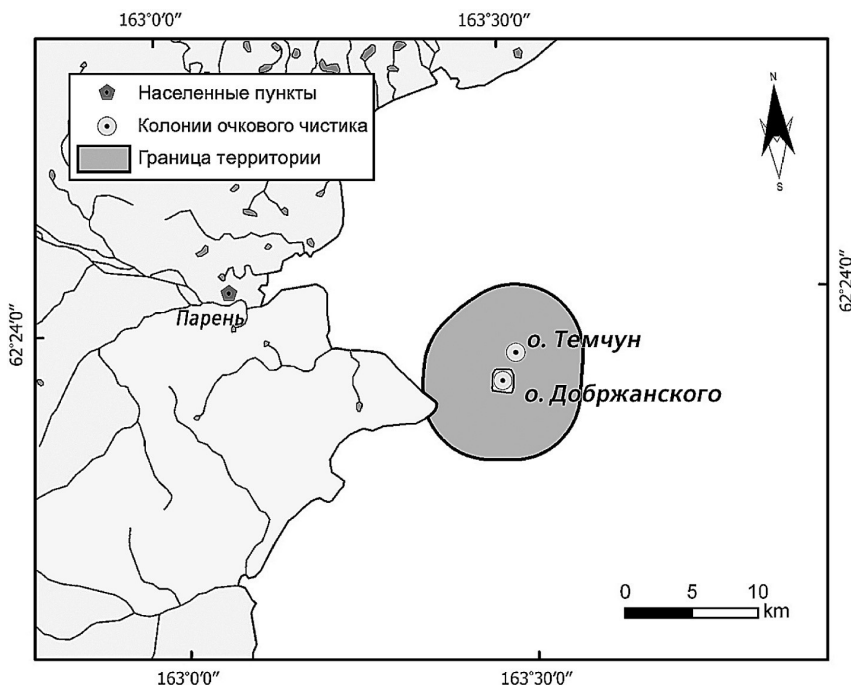 163°0'0"
163°30'0"
Населенные пункты
Колонии очкового чистика
Граница территории
N
S
62°24'0"
62°24'0"
Парень
о. Темчун
о. Добржанского
0 5 10
km
163°0'0"
163°30'0"